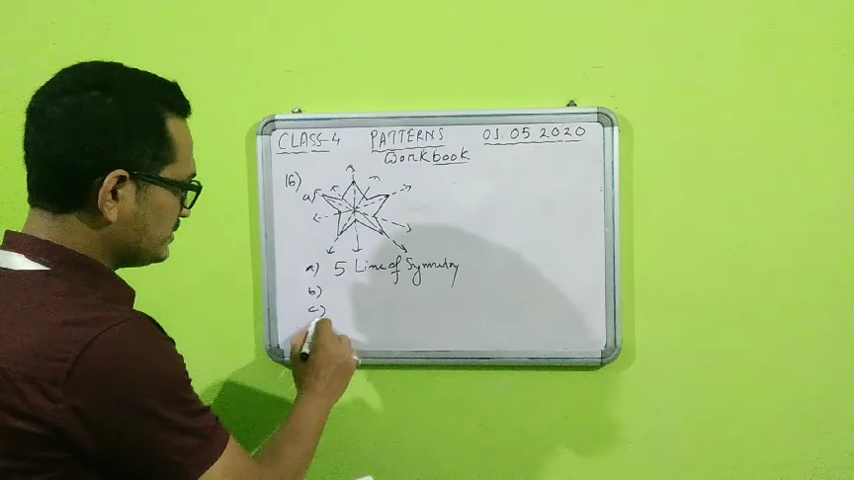 CLASS-4 PATTERNS 01.05.2020
Workbook
16)
a)
a) 5 Line of Symmetry
b)
c)